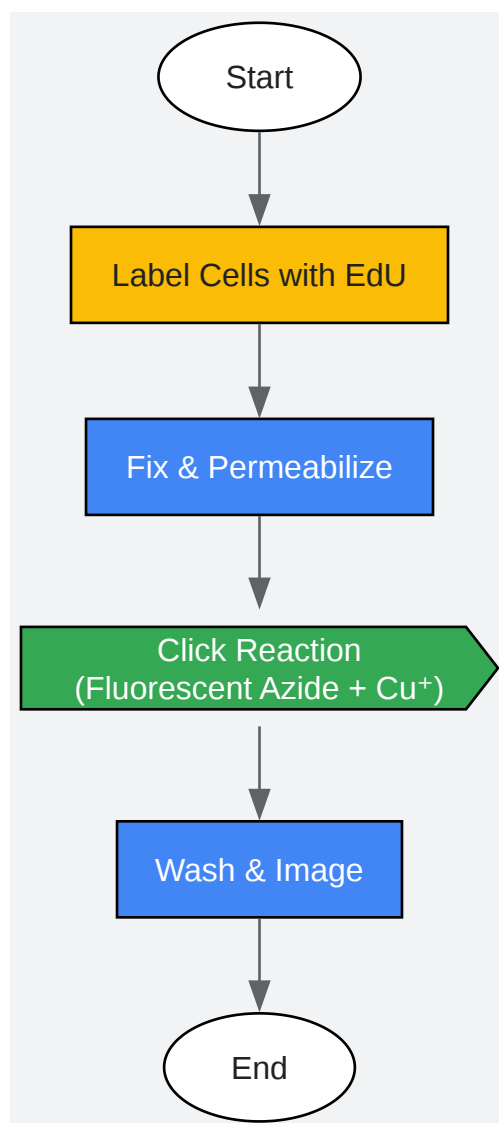 Start
Label Cells with EdU
Fix & Permeabilize
Click Reaction
(Fluorescent Azide + Cu⁺)
Wash & Image
End